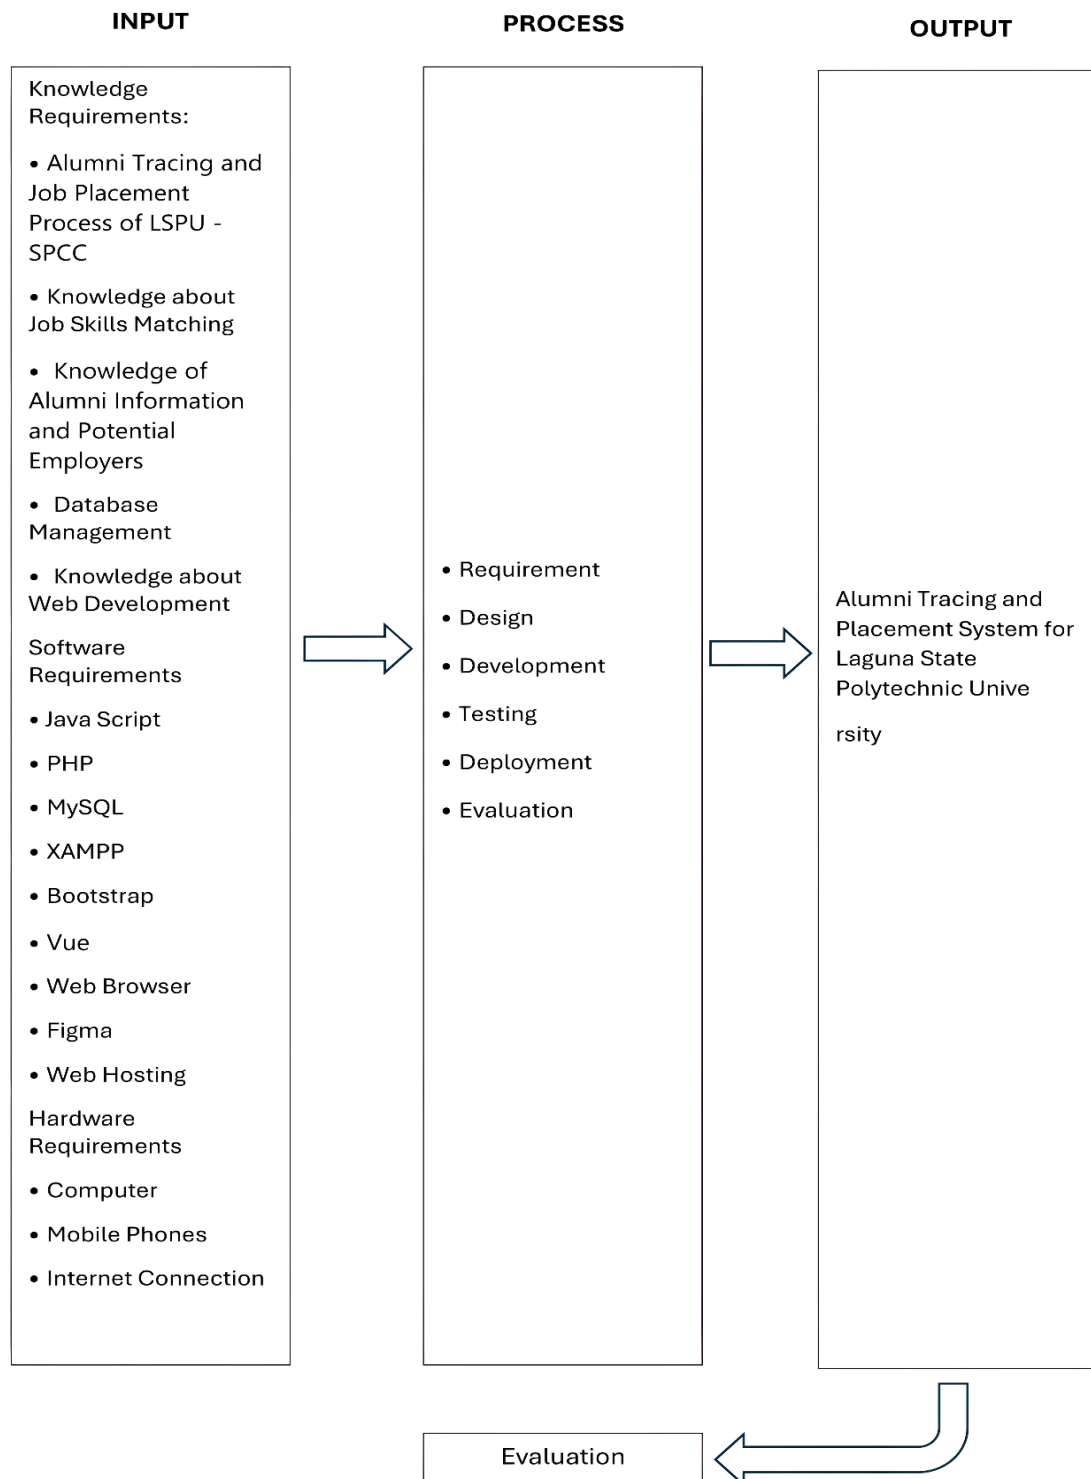 INPUT
PROCESS
OUTPUT
Knowledge
Requirements:
• Alumni Tracing and
Job Placement
Process of LSPU -
SPCC
• Knowledge about
Job Skills Matching
• Knowledge of
Alumni Information
and Potential
Employers
• Database
Management
• Knowledge about
Web Development
Software
Requirements
• Java Script
• PHP
• MySQL
• XAMPP
• Bootstrap
• Vue
• Web Browser
• Figma
• Web Hosting
Hardware
Requirements
• Computer
• Mobile Phones
• Internet Connection
• Requirement
• Design
• Development
• Testing
• Deployment
• Evaluation
Alumni Tracing and
Placement System for
Laguna State
Polytechnic Unive
rsity
Evaluation